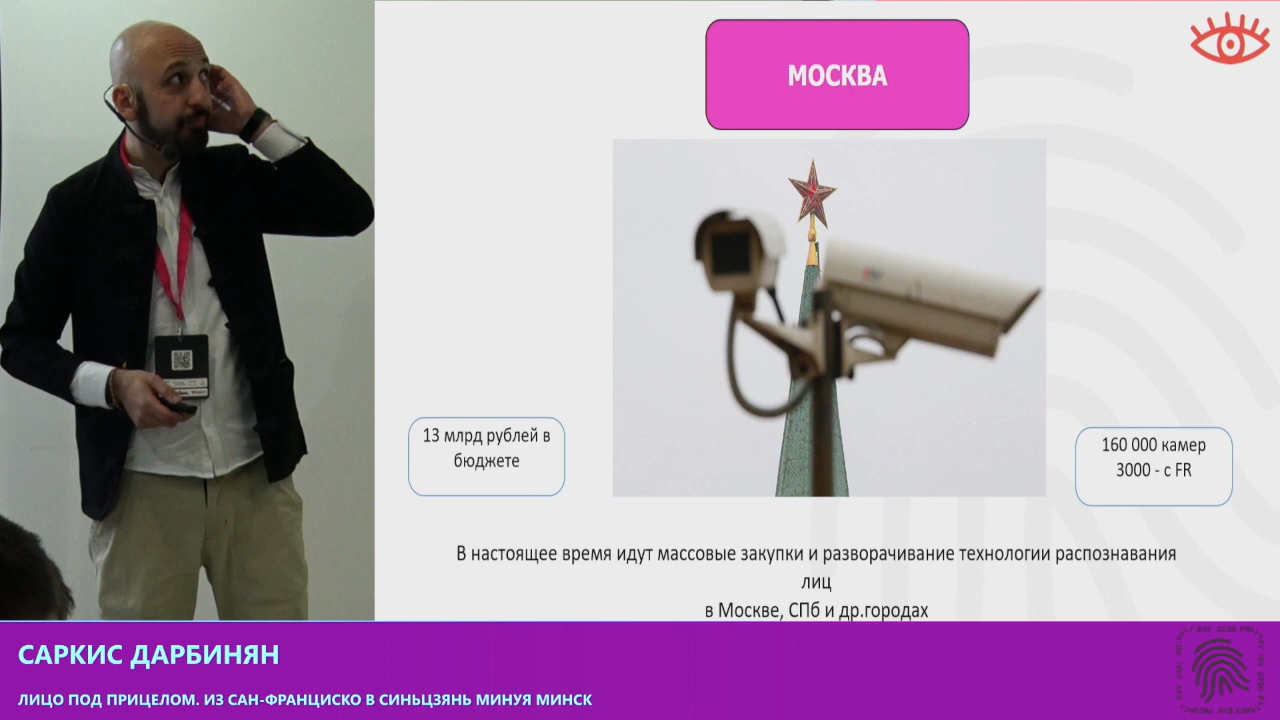 МОСКВА
13 млрд рублей в
бюджете
160 000 камер
3000 - с FR
В настоящее время идут массовые закупки и разворачивание технологии распознавания
лиц
в Москве, СПб и др.городах
САРКИС ДАРБИНЯН
ЛИЦО ПОД ПРИЦЕЛОМ. ИЗ САН-ФРАНЦИСКО В СИНЬЦЗЯНЬ МИНУЯ МИНСК